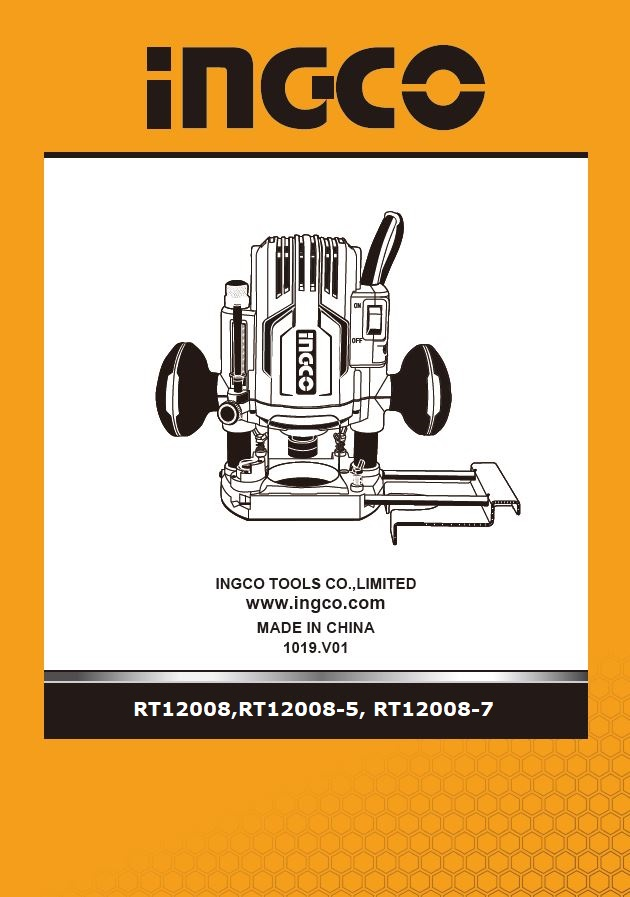 INGCO
ON
OFF
INGCO
INGCO TOOLS CO.,LIMITED
www.ingco.com
MADE IN CHINA
1019.V01
RT12008,RT12008-5, RT12008-7